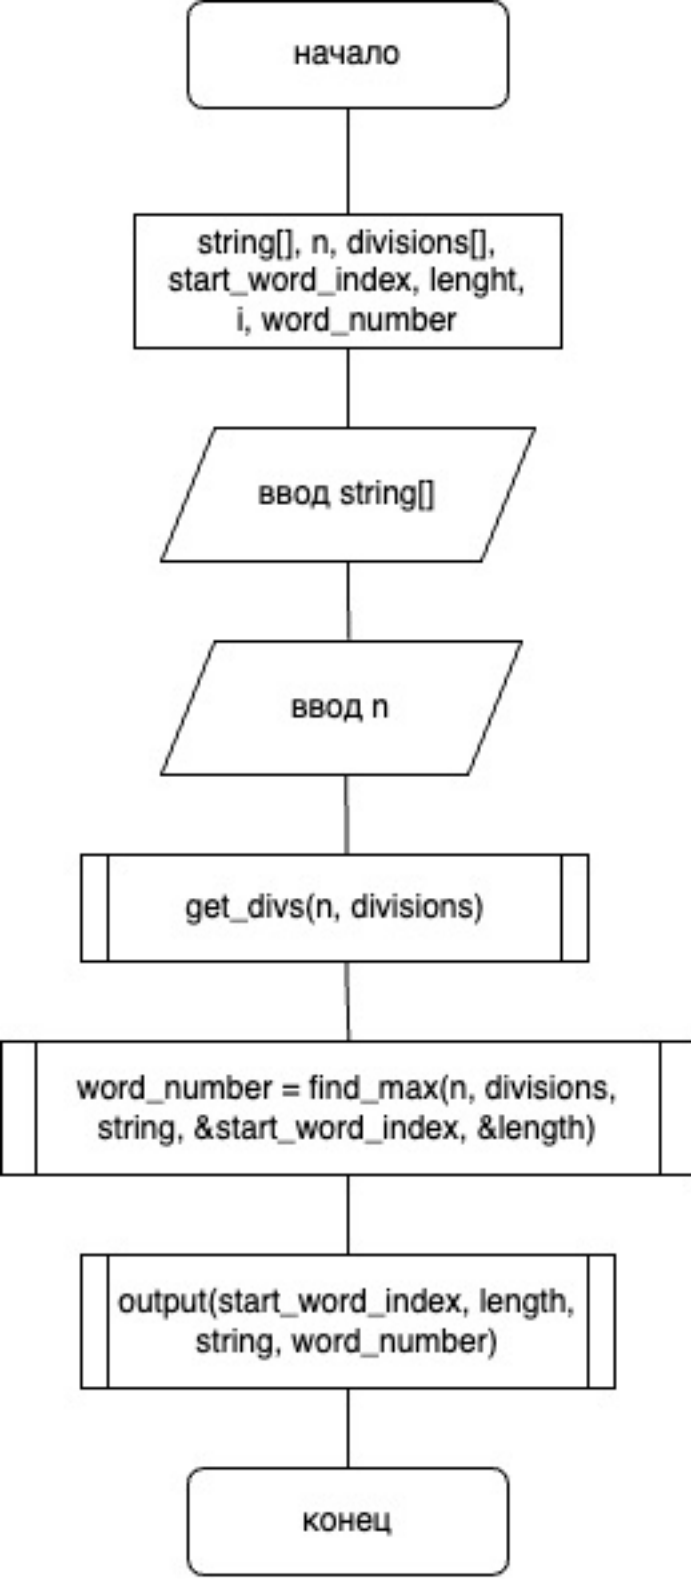 начало
string[], n, divisions[],
start_word_index, lenght,
i, word_number
ввод string[]
ввод n
get_divs(n, divisions)
word_number = find_max(n, divisions,
string, &start_word_index, &length)
output(start_word_index, length,
string, word_number)
конец